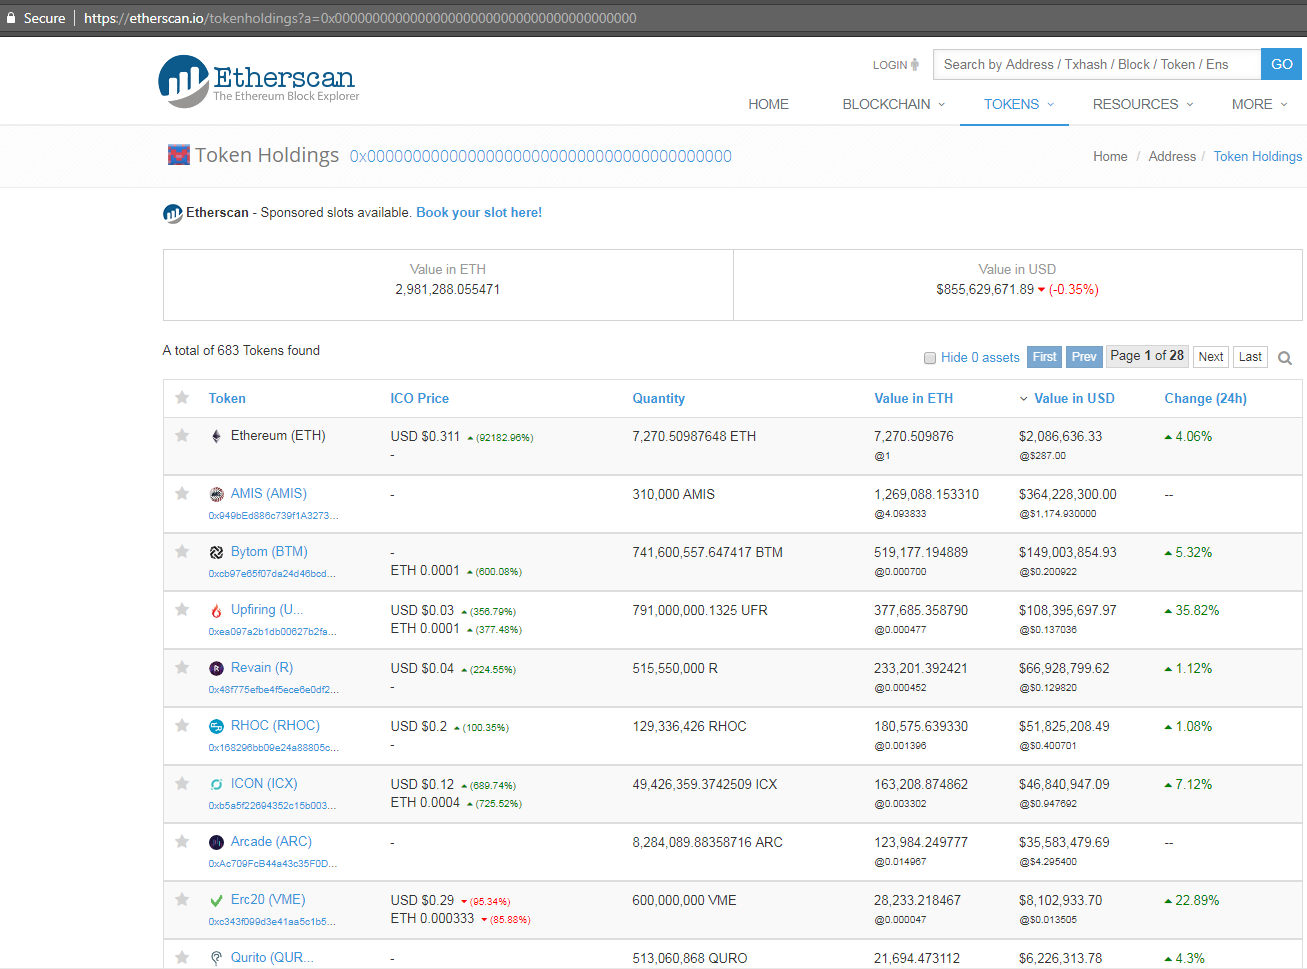 Secure | https://etherscan.io/tokenholdings?a=0x0000000000000000000000000000000000000000
Etherscan
The Ethereum Block Explorer
LOGIN
Search by Address / Txhash / Block / Token / Ens
GO
HOME BLOCKCHAIN TOKENS RESOURCES MORE
Token Holdings 0x0000000000000000000000000000000000000000
Home / Address / Token Holdings
Etherscan - Sponsored slots available. Book your slot here!
Value in ETH
2,981,288.055471
Value in USD
$855,629,671.89 (-0.35%)
A total of 683 Tokens found
Hide 0 assets First Prev Page 1 of 28 Next Last
Token ICO Price Quantity Value in ETH Value in USD Change (24h)
Ethereum (ETH) USD $0.311 (92182.96%) 7,270.50987648 ETH 7,270.509876 $2,086,636.33 4.06%
- @1 @$287.00
AMIS (AMIS) - 310,000 AMIS 1,269,088.153310 $364,228,300.00 --
0x949bEd886c739f1A3273... @4.093833 @$1,174.930000
Bytom (BTM) - 741,600,557.647417 BTM 519,177.194889 $149,003,854.93 5.32%
0xcb97e65f07da24d46bcd... ETH 0.0001 (600.08%) @0.000700 @$0.200922
Upfiring (U... USD $0.03 (356.79%) 791,000,000.1325 UFR 377,685.358790 $108,395,697.97 35.82%
0xea097a2b1db00627b2fa... ETH 0.0001 (377.48%) @0.000477 @$0.137036
Revain (R) USD $0.04 (224.55%) 515,550,000 R 233,201.392421 $66,928,799.62 1.12%
0x48f775efbe4f5ece6e0df2... - @0.000452 @$0.129820
RHOC (RHOC) USD $0.2 (100.35%) 129,336,426 RHOC 180,575.639330 $51,825,208.49 1.08%
0x168296bb09e24a88805c... - @0.001396 @$0.400701
ICON (ICX) USD $0.12 (689.74%) 49,426,359.3742509 ICX 163,208.874862 $46,840,947.09 7.12%
0xb5a5f22694352c15b003... ETH 0.0004 (725.52%) @0.003302 @$0.947692
Arcade (ARC) - 8,284,089.88358716 ARC 123,984.249777 $35,583,479.69 --
0xAc709FcB44a43c35F0D... @0.014967 @$4.295400
Erc20 (VME) USD $0.29 (95.34%) 600,000,000 VME 28,233.218467 $8,102,933.70 22.89%
0xc343f099d3e41aa5c1b5... ETH 0.000333 (85.88%) @0.000047 @$0.013505
Qurito (QUR... - 513,060,868 QURO 21,694.473112 $6,226,313.78 4.3%